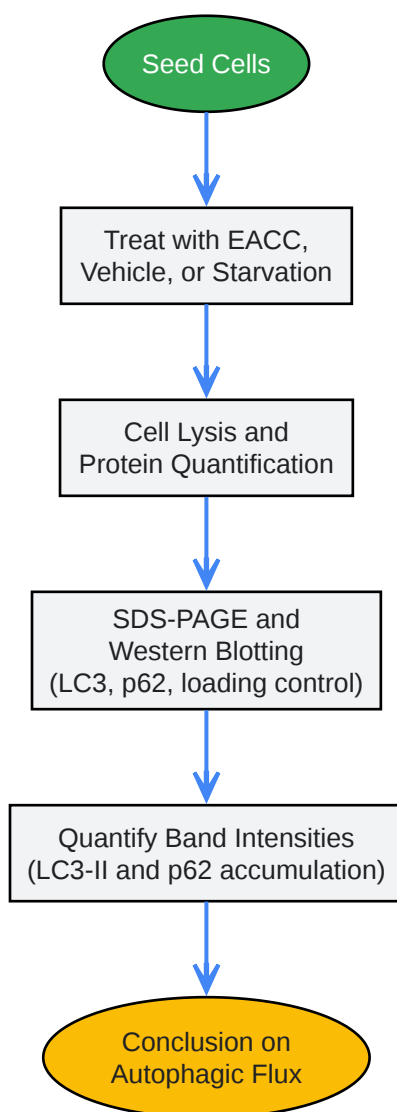 Seed Cells
Treat with EACC,
Vehicle, or Starvation
Cell Lysis and
Protein Quantification
SDS-PAGE and
Western Blotting
(LC3, p62, loading control)
Quantify Band Intensities
(LC3-II and p62 accumulation)
Conclusion on
Autophagic Flux